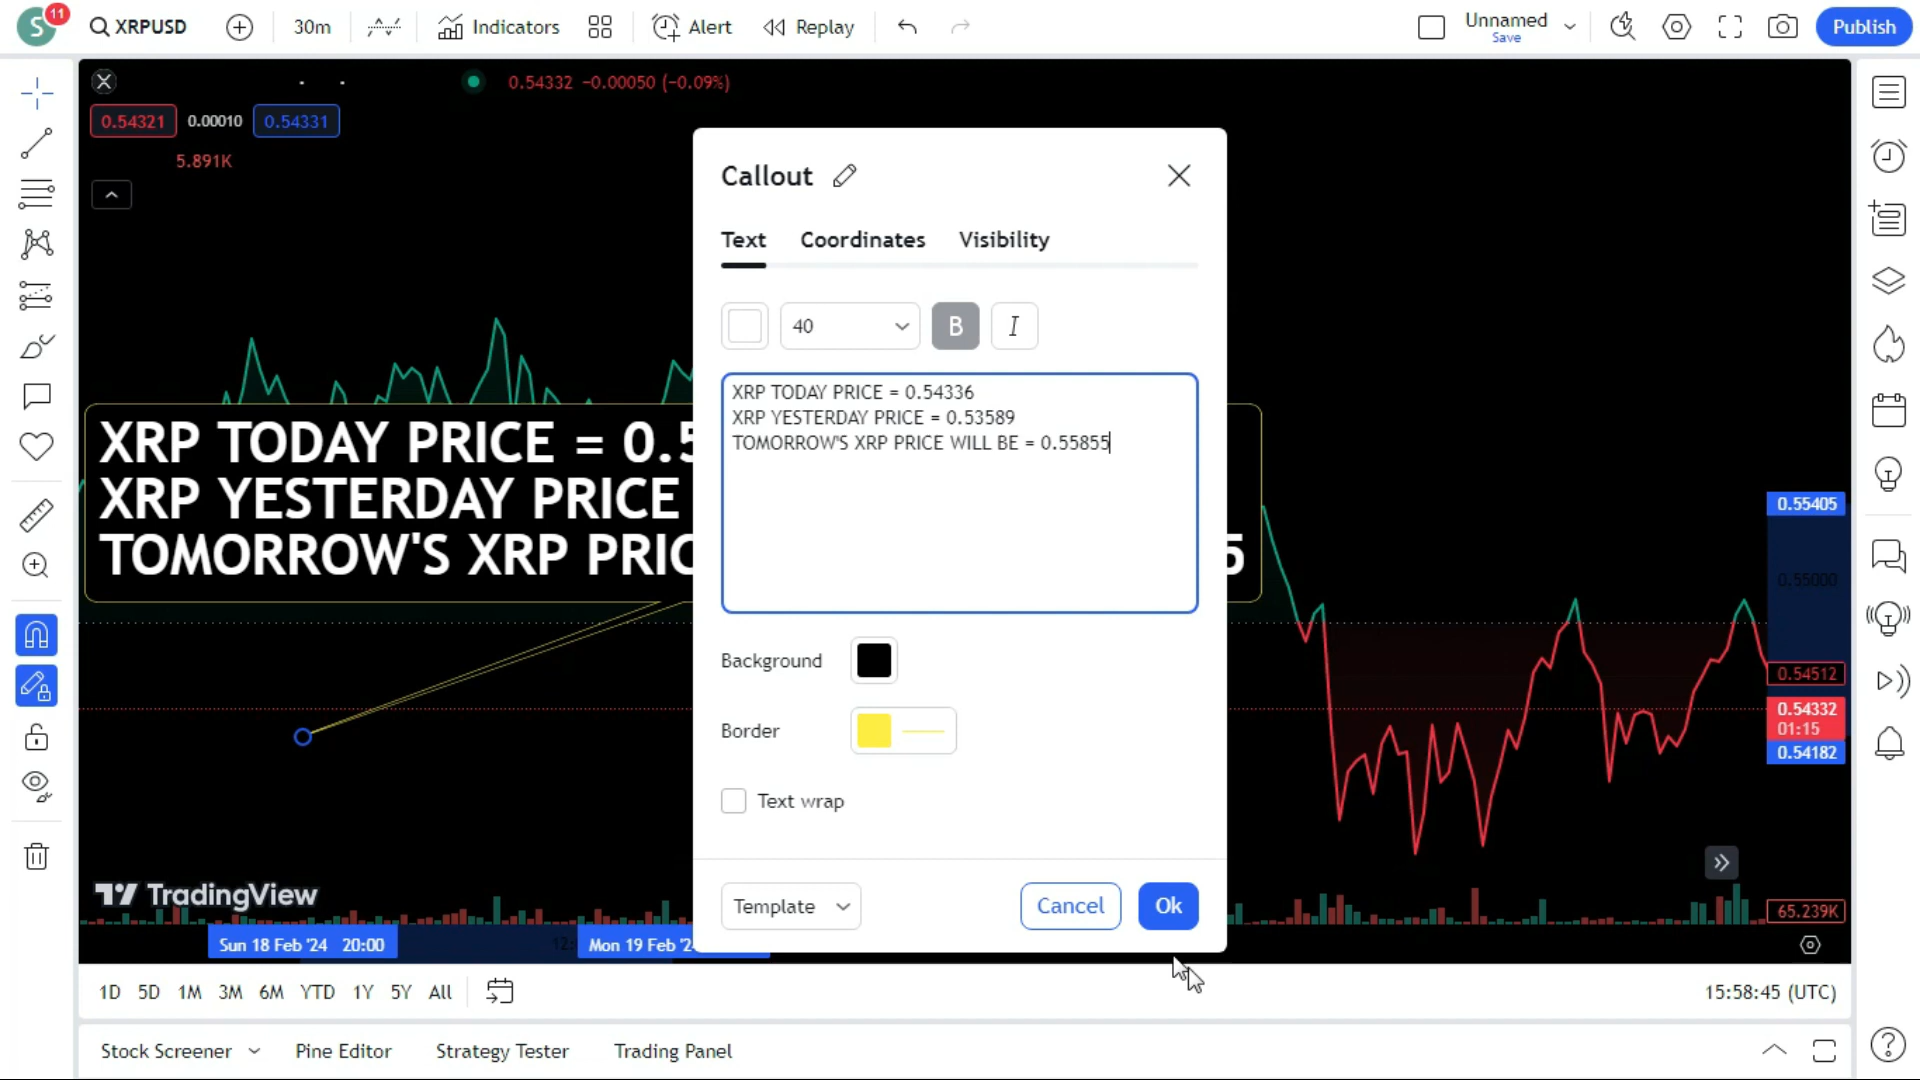 S
11
XRPUSD
30m
Indicators
Alert
Replay
Unnamed
Save
Publish
0.54332 −0.00050 (−0.09%)
0.54321
0.00010
0.54331
5.891K
Callout
Text
Coordinates
Visibility
40
B
I
XRP TODAY PRICE = 0.54336
XRP YESTERDAY PRICE = 0.53589
TOMORROW'S XRP PRICE WILL BE = 0.55855
XRP TODAY PRICE = 0.5
XRP YESTERDAY PRICE
TOMORROW'S XRP PRIC
5
Background
Border
Text wrap
Template
Cancel
Ok
0.55405
0.55000
0.54512
0.54332
01:15
0.54182
65.239K
TradingView
Sun 18 Feb '24 20:00
12:
Mon 19 Feb '2
1D 5D 1M 3M 6M YTD 1Y 5Y All
15:58:45 (UTC)
Stock Screener
Pine Editor
Strategy Tester
Trading Panel